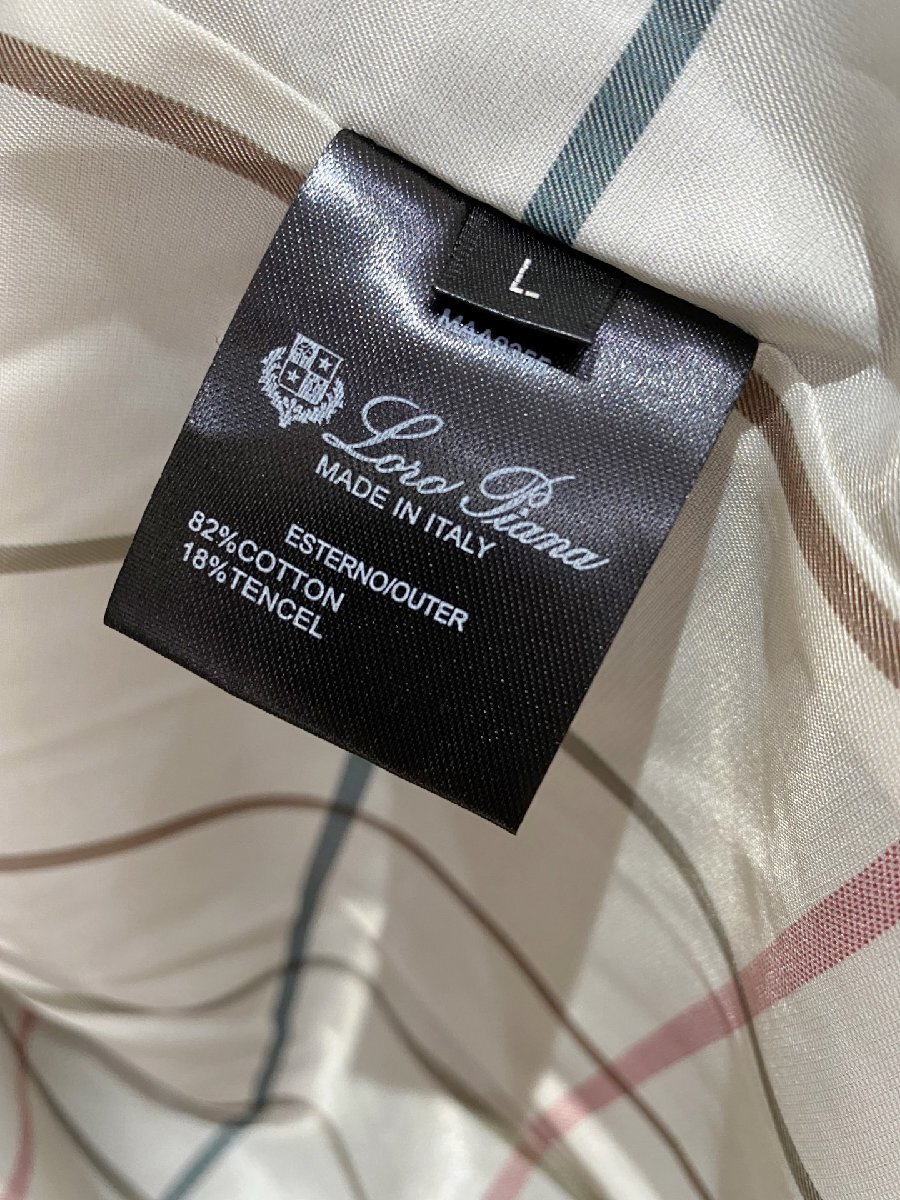 L
Loro Piana
MADE IN ITALY
ESTERNO/OUTER
82%COTTON
18%TENCEL